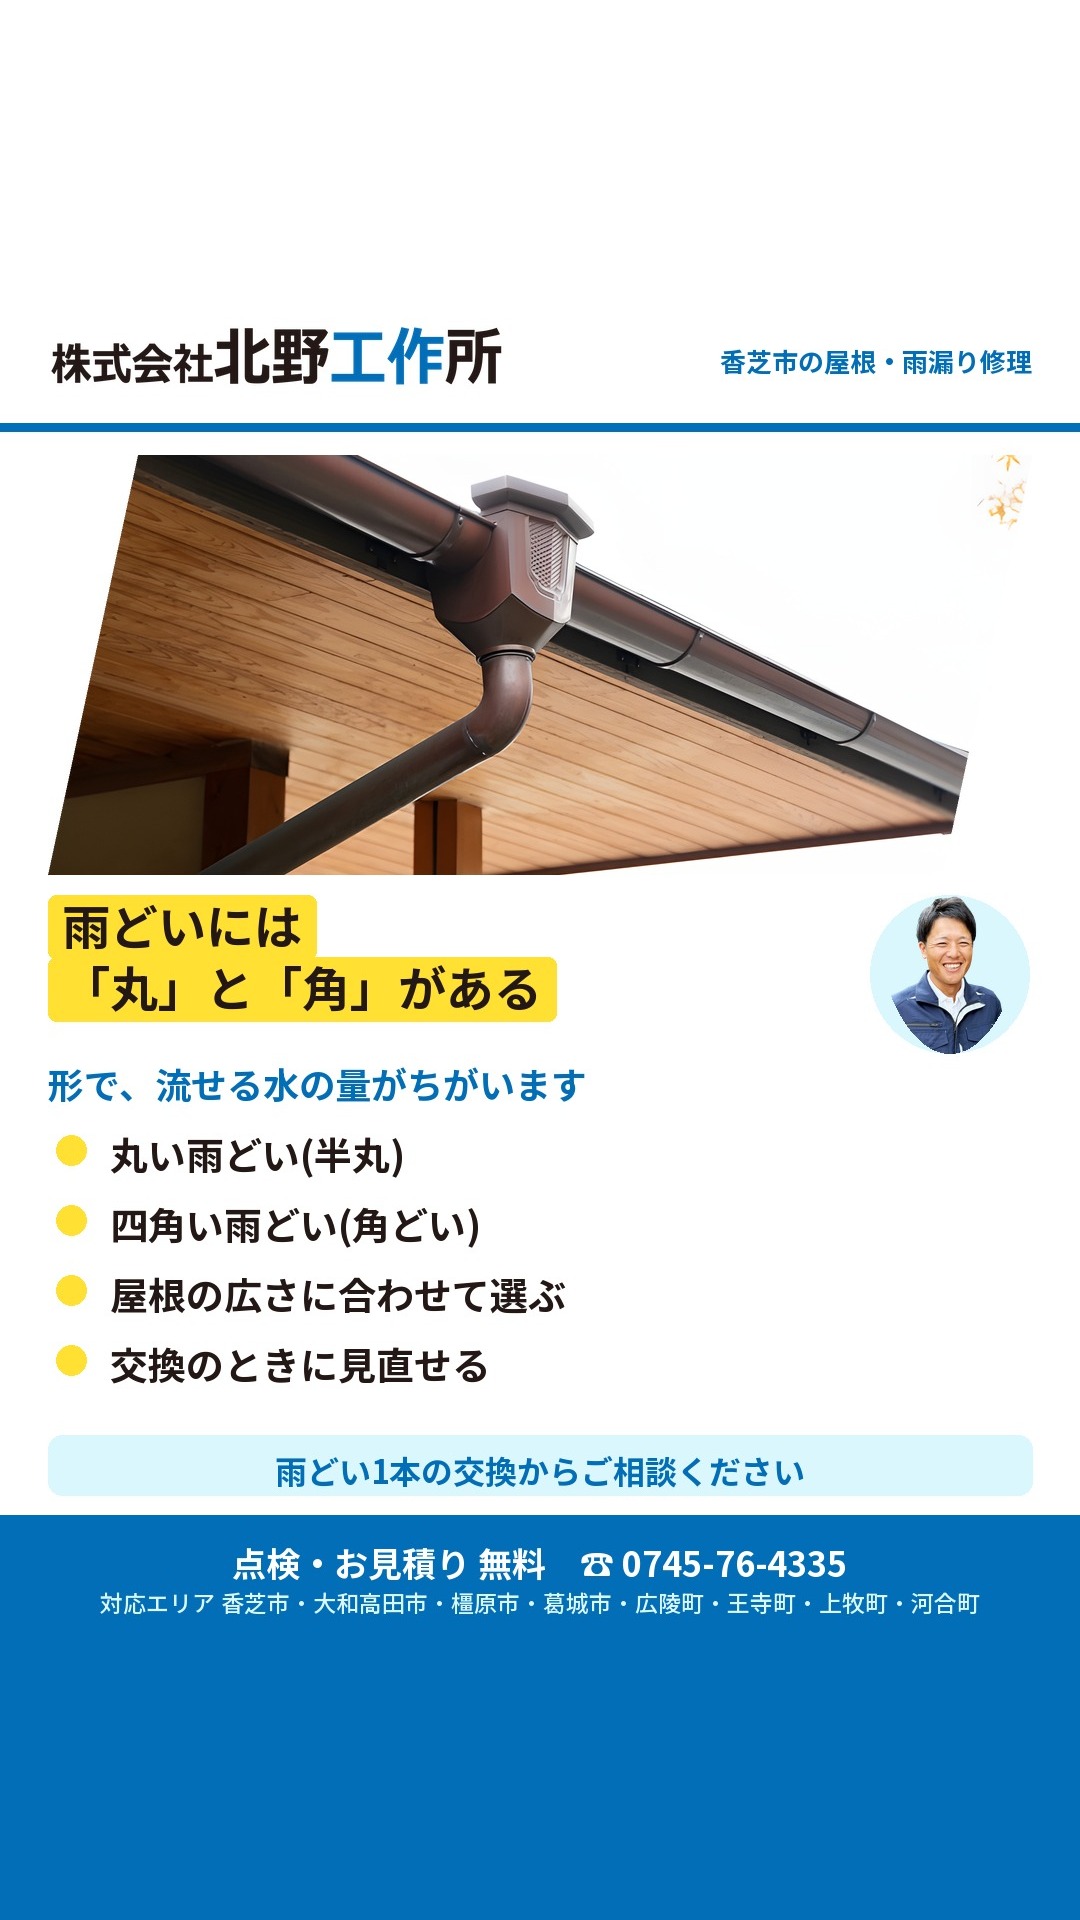 株式会社北野工作所
香芝市の屋根・雨漏り修理
雨どいには
「丸」と「角」がある
形で、流せる水の量がちがいます
丸い雨どい(半丸)
四角い雨どい(角どい)
屋根の広さに合わせて選ぶ
交換のときに見直せる
雨どい1本の交換からご相談ください
点検・お見積り 無料　☎ 0745-76-4335
対応エリア 香芝市・大和高田市・橿原市・葛城市・広陵町・王寺町・上牧町・河合町